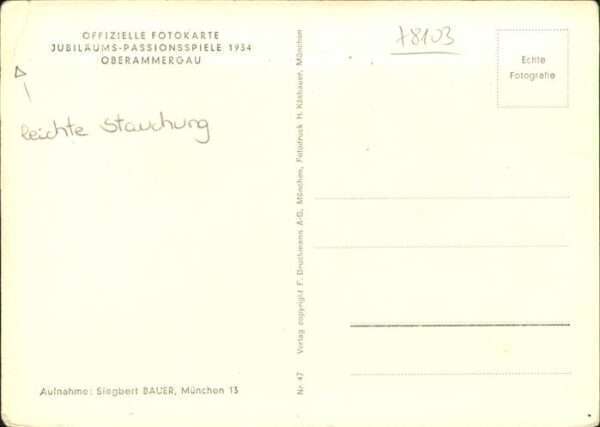 OFFIZIELLE FOTOKARTE
JUBILÄUMS-PASSIONSSPIELE 1934
OBERAMMERGAU
leichte Stauchung
78103
Echte
Fotografie
Nr. 47 Verlag copyright F. Bruckmann A-G, München, Fotodruck H. Käshauer, München
Aufnahme: Siegbert BAUER, München 13